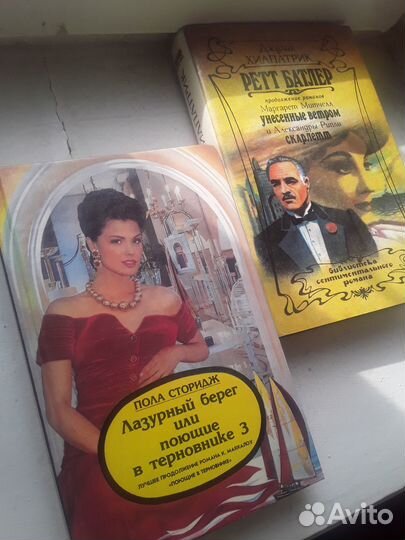 Джулия
ХИЛПАТРИК
РЕТТ БАТЛЕР
продолжение романов
Маргарет Митчелл
УНЕСЕННЫЕ ВЕТРОМ
и Александры Рипли
СКАРЛЕТТ
библиотека
сентиментального
романа
ПОЛА СТОРИДЖ
Лазурный берег
или
поющие
в терновнике 3
ЛУЧШЕЕ ПРОДОЛЖЕНИЕ РОМАНА К. МАККАЛОУ
«ПОЮЩИЕ В ТЕРНОВНИКЕ»
Avito